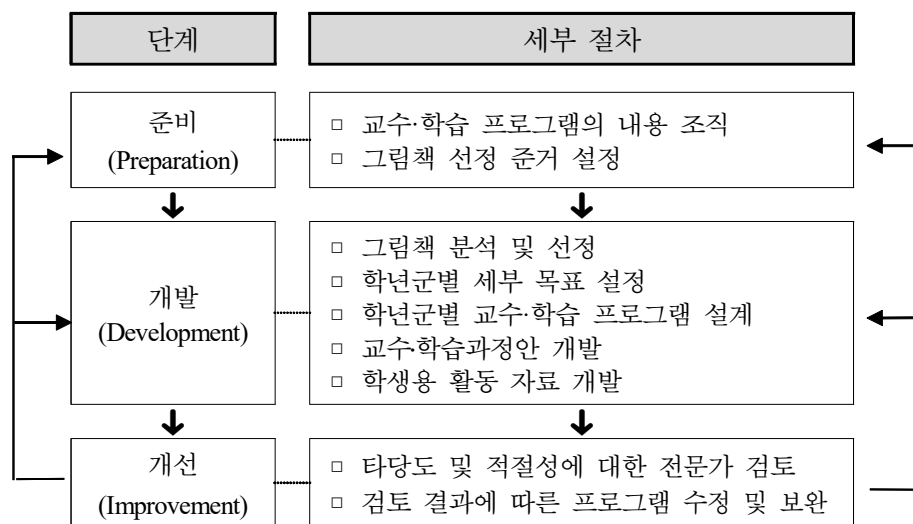 단계
세부 절차
준비
(Preparation)
□ 교수·학습 프로그램의 내용 조직
□ 그림책 선정 준거 설정
개발
(Development)
□ 그림책 분석 및 선정
□ 학년군별 세부 목표 설정
□ 학년군별 교수·학습 프로그램 설계
□ 교수·학습과정안 개발
□ 학생용 활동 자료 개발
개선
(Improvement)
□ 타당도 및 적절성에 대한 전문가 검토
□ 검토 결과에 따른 프로그램 수정 및 보완